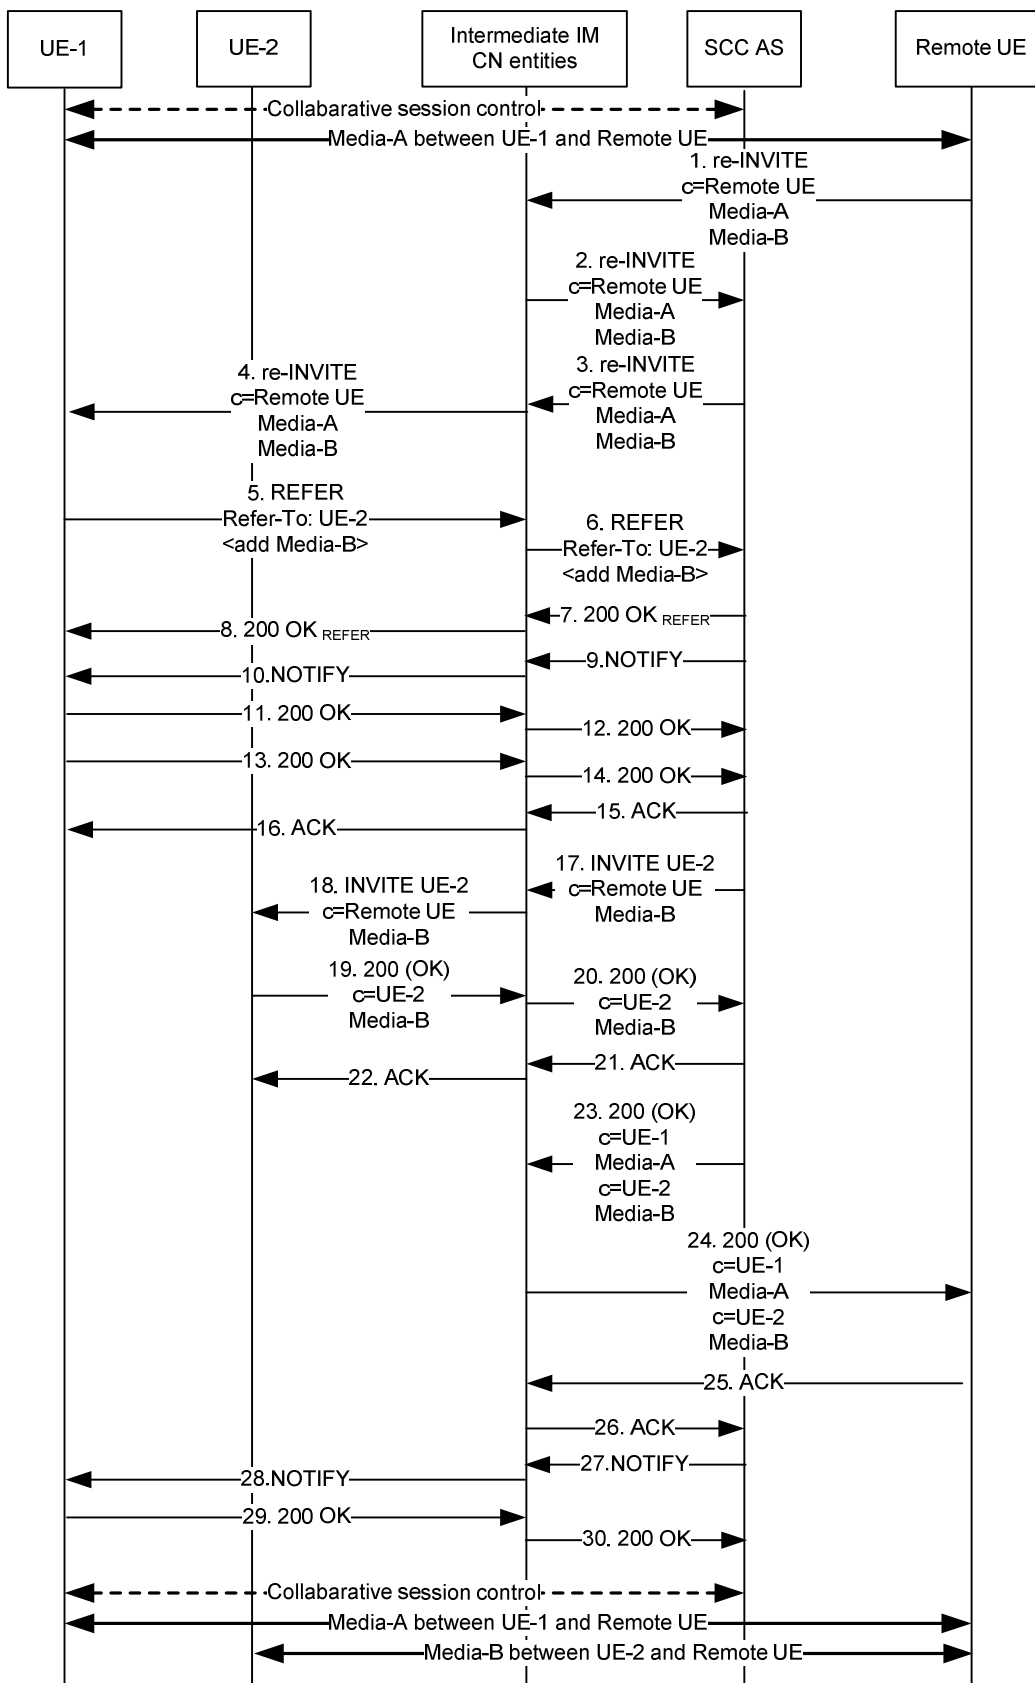 UE-1
UE-2
Intermediate IM
CN entities
SCC AS
Remote UE
Collabarative session control
Media-A between UE-1 and Remote UE
1. re-INVITE
c=Remote UE
Media-A
Media-B
2. re-INVITE
c=Remote UE
Media-A
Media-B
3. re-INVITE
c=Remote UE
Media-A
Media-B
4. re-INVITE
c=Remote UE
Media-A
Media-B
5. REFER
Refer-To: UE-2
<add Media-B>
6. REFER
Refer-To: UE-2
<add Media-B>
7. 200 OK REFER
8. 200 OK REFER
9.NOTIFY
10.NOTIFY
11. 200 OK
12. 200 OK
13. 200 OK
14. 200 OK
15. ACK
16. ACK
17. INVITE UE-2
c=Remote UE
Media-B
18. INVITE UE-2
c=Remote UE
Media-B
19. 200 (OK)
c=UE-2
Media-B
20. 200 (OK)
c=UE-2
Media-B
21. ACK
22. ACK
23. 200 (OK)
c=UE-1
Media-A
c=UE-2
Media-B
24. 200 (OK)
c=UE-1
Media-A
c=UE-2
Media-B
25. ACK
26. ACK
27.NOTIFY
28.NOTIFY
29. 200 OK
30. 200 OK
Collabarative session control
Media-A between UE-1 and Remote UE
Media-B between UE-2 and Remote UE